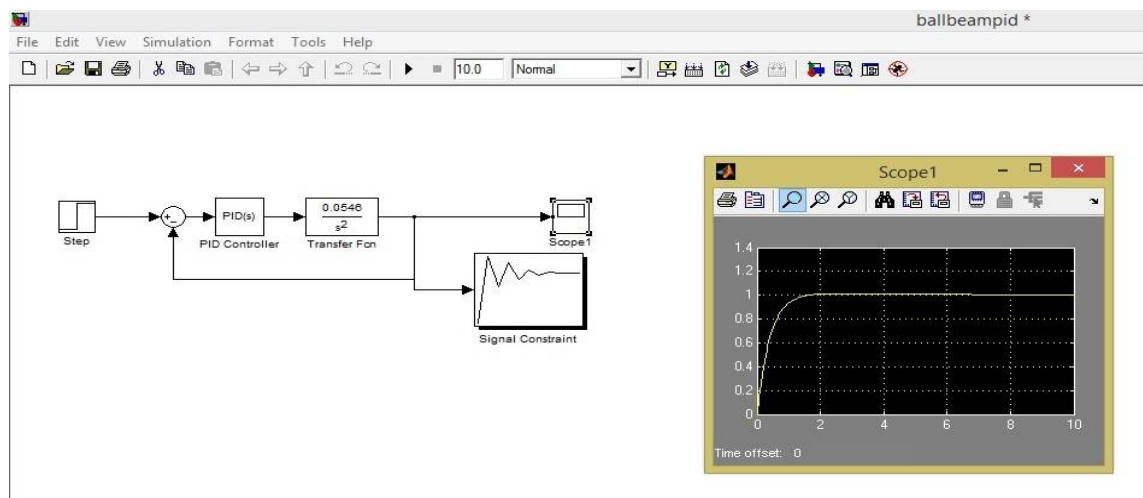 ballbeampid *
File Edit View Simulation Format Tools Help
10.0 Normal
Step
+
-
PID(s)
PID Controller
0.0546
s²
Transfer Fcn
Scope1
Signal Constraint
Scope1
1.4
1.2
1
0.8
0.6
0.4
0.2
0
0 2 4 6 8 10
Time offset: 0